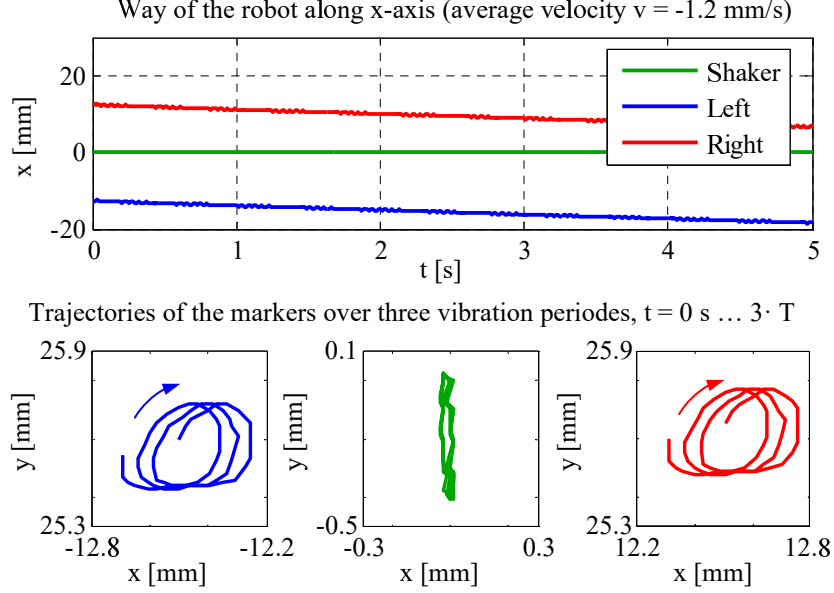 Way of the robot along x-axis (average velocity v = -1.2 mm/s)
x [mm]
20
0
-20
Shaker
Left
Right
0 1 2 3 4 5
t [s]
Trajectories of the markers over three vibration periodes, t = 0 s … 3· T
y [mm]
25.9
25.3
-12.8 -12.2
x [mm]
y [mm]
0.1
-0.5
-0.3 0.3
x [mm]
y [mm]
25.9
25.3
12.2 12.8
x [mm]